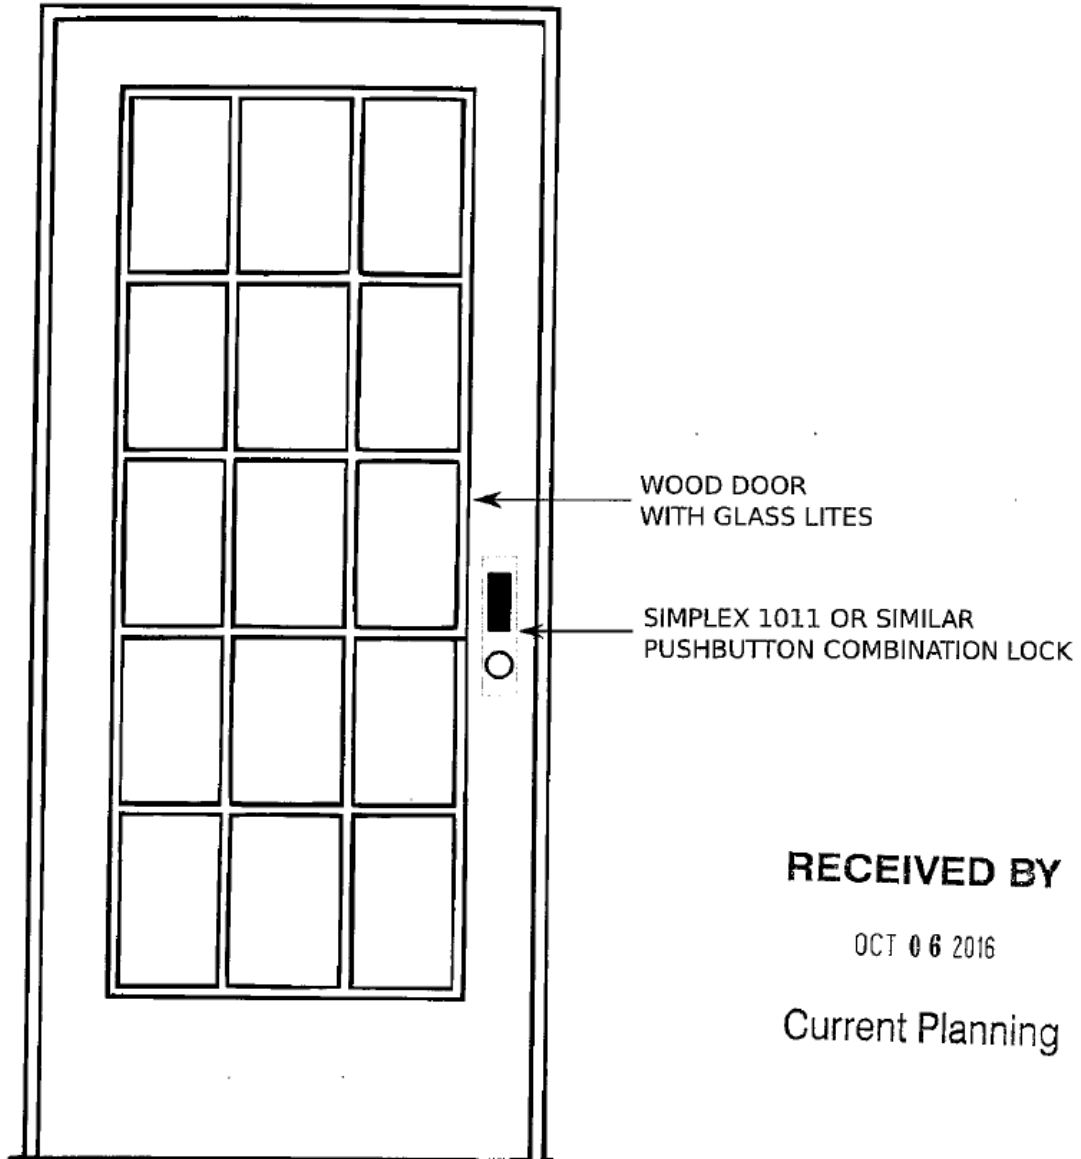 WOOD DOOR
WITH GLASS LITES
SIMPLEX 1011 OR SIMILAR
PUSHBUTTON COMBINATION LOCK
RECEIVED BY
OCT 06 2016
Current Planning